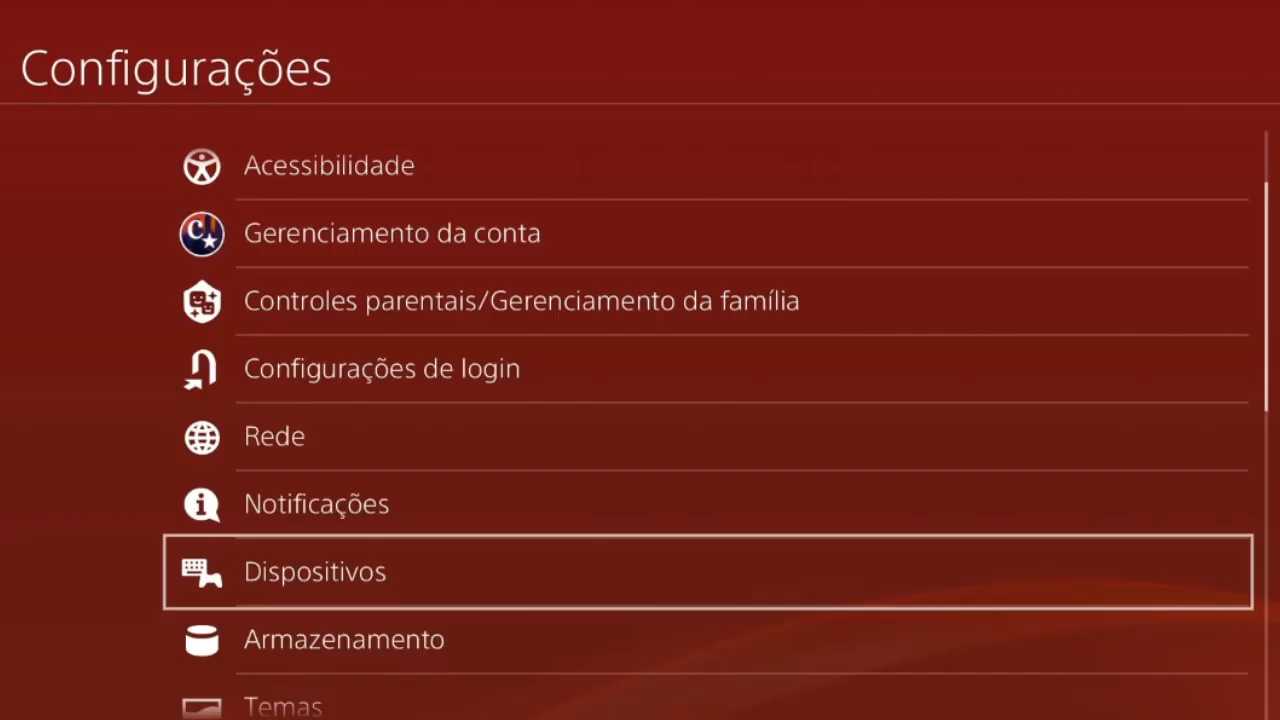 Configurações
Acessibilidade
Gerenciamento da conta
Controles parentais/Gerenciamento da família
Configurações de login
Rede
Notificações
Dispositivos
Armazenamento
Temas